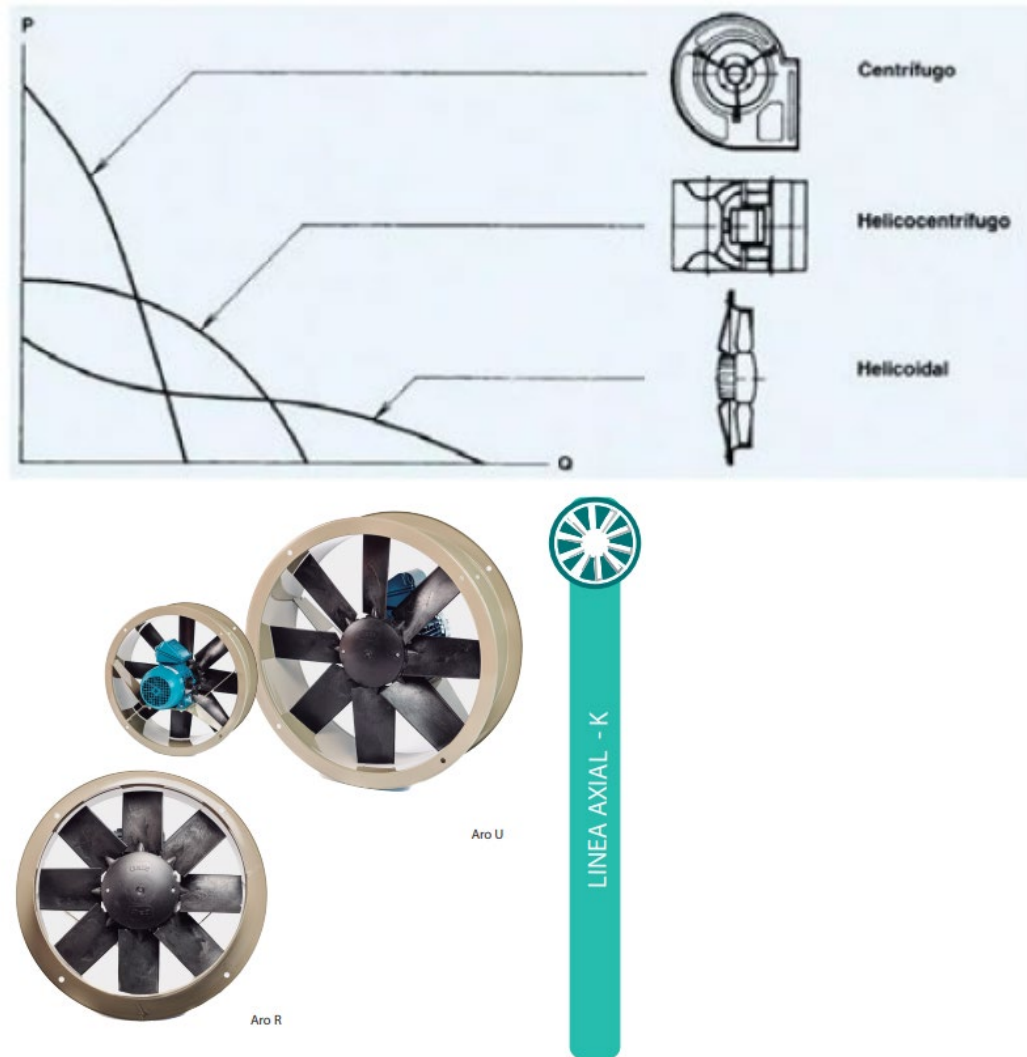 P
Centrífugo
Helicocentrífugo
Helicoidal
Q
Aro U
LINEA AXIAL - K
Aro R